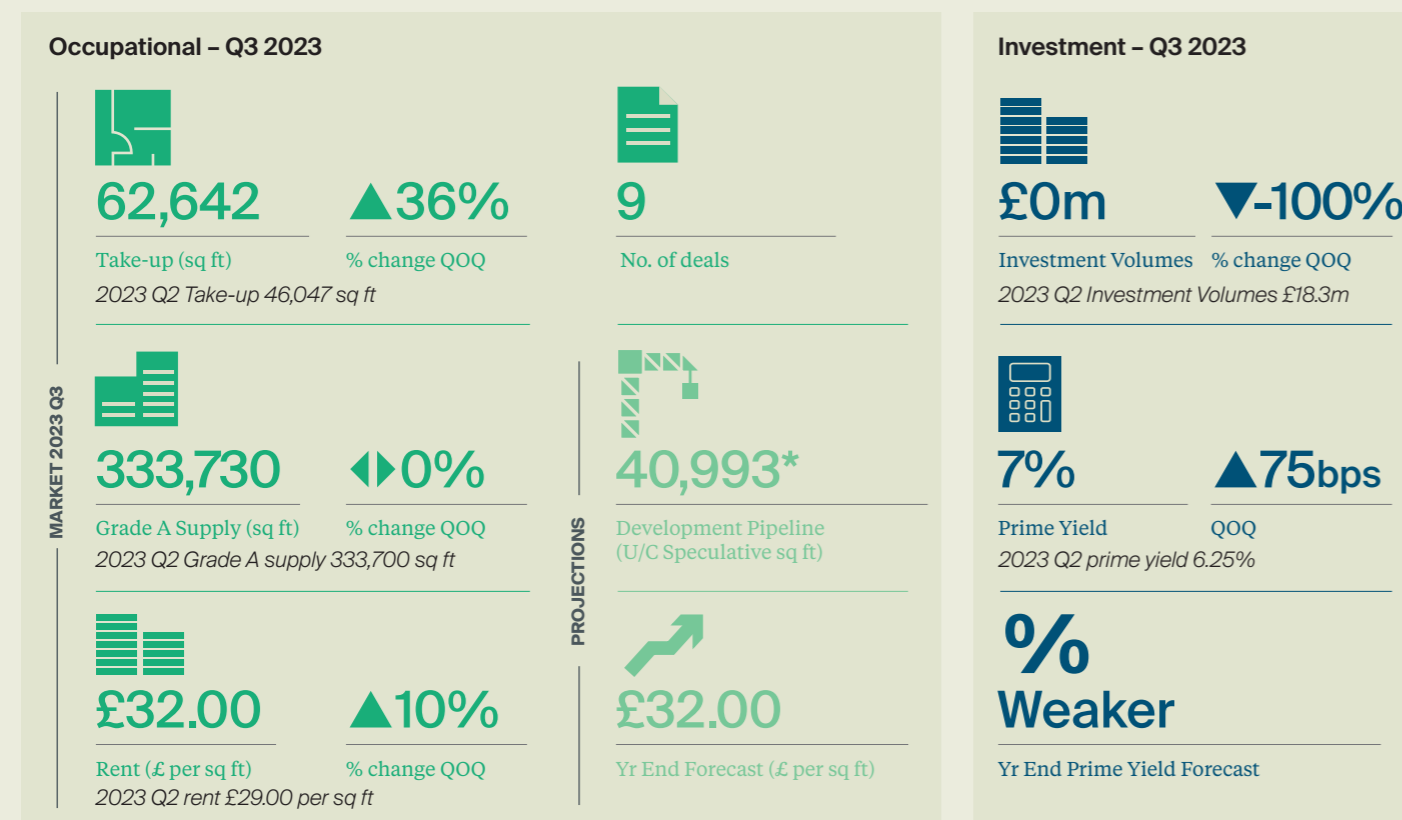 Occupational – Q3 2023
MARKET 2023 Q3
62,642
▲36%
Take-up (sq ft)
% change QOQ
2023 Q2 Take-up 46,047 sq ft
9
No. of deals
333,730
0%
Grade A Supply (sq ft)
% change QOQ
2023 Q2 Grade A supply 333,700 sq ft
£32.00
▲10%
Rent (£ per sq ft)
% change QOQ
2023 Q2 rent £29.00 per sq ft
PROJECTIONS
40,993*
Development Pipeline
(U/C Speculative sq ft)
£32.00
Yr End Forecast (£ per sq ft)
Investment – Q3 2023
£0m
▼-100%
Investment Volumes
% change QOQ
2023 Q2 Investment Volumes £18.3m
7%
▲75bps
Prime Yield
QOQ
2023 Q2 prime yield 6.25%
%
Weaker
Yr End Prime Yield Forecast